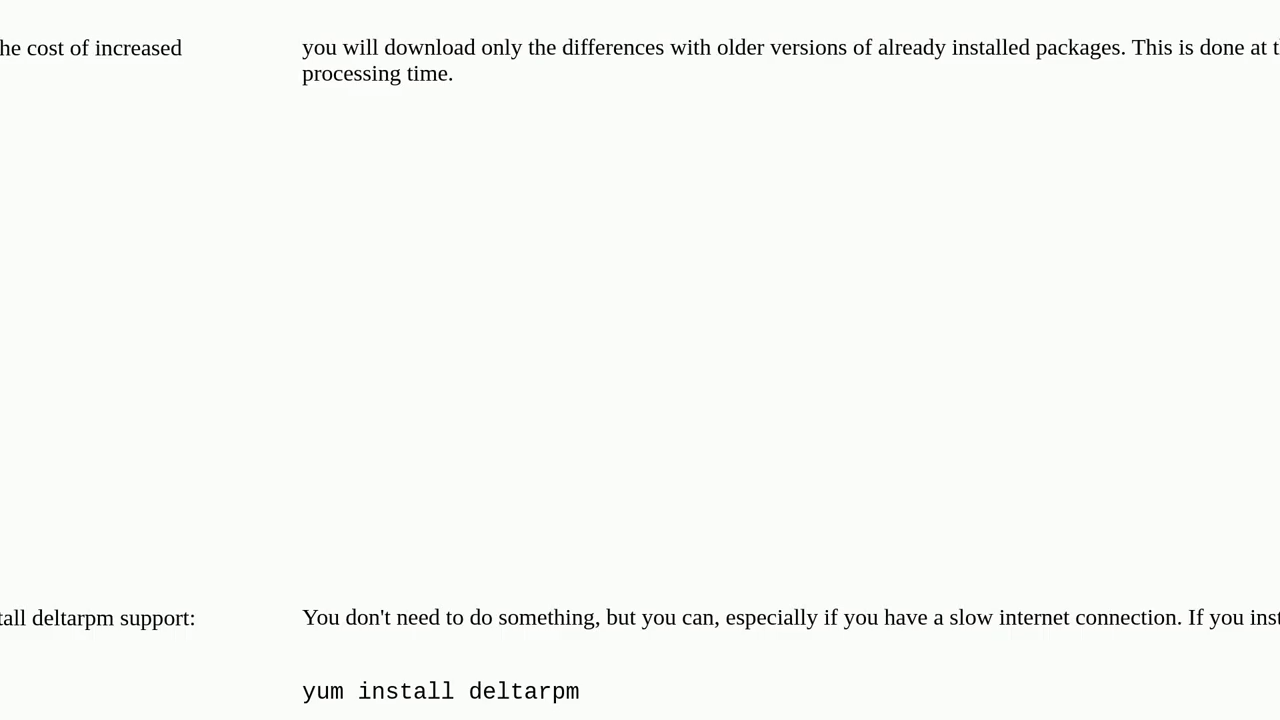 he cost of increased
you will download only the differences with older versions of already installed packages. This is done at t
processing time.
tall deltarpm support:
You don't need to do something, but you can, especially if you have a slow internet connection. If you inst
yum install deltarpm